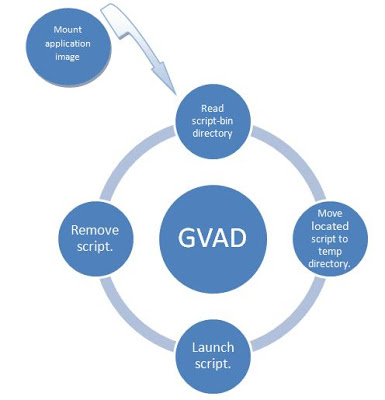 Mount
application
image
Read
script-bin
directory
GVAD
Move
located
script to
temp
directory.
Launch
script.
Remove
script.